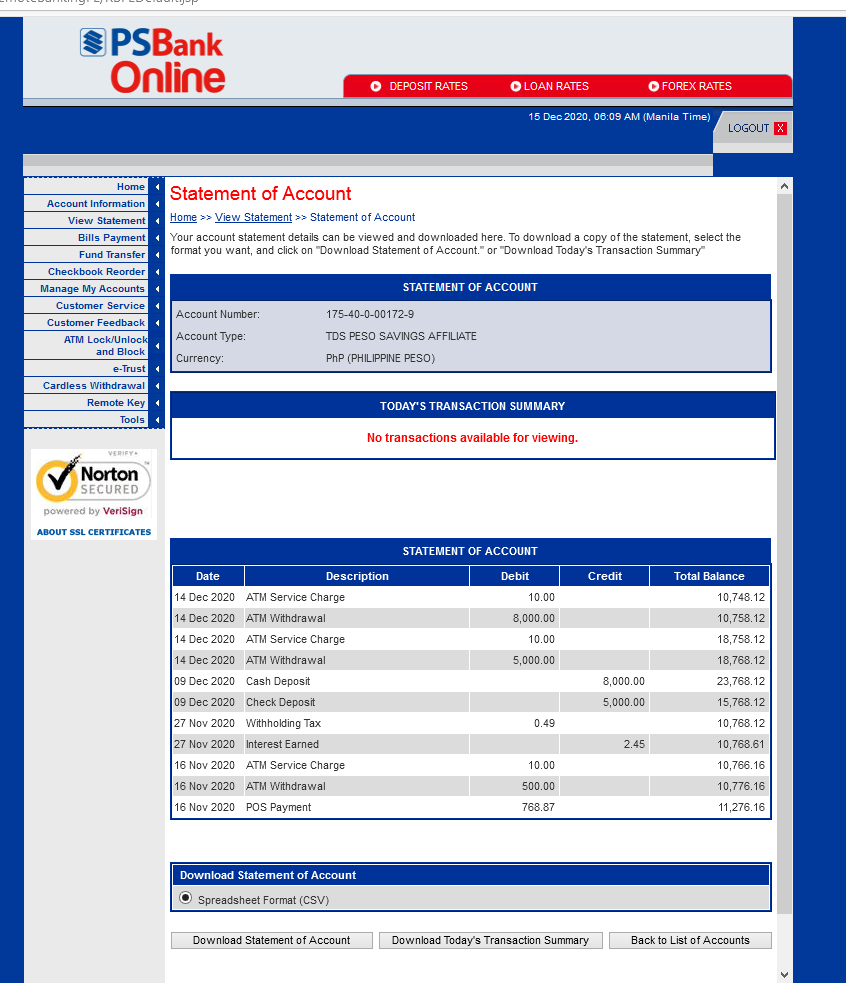 PSBank
Online
DEPOSIT RATES LOAN RATES FOREX RATES
15 Dec 2020, 06:09 AM (Manila Time)
LOGOUT X
Home
Account Information
View Statement
Bills Payment
Fund Transfer
Checkbook Reorder
Manage My Accounts
Customer Service
Customer Feedback
ATM Lock/Unlock
and Block
e-Trust
Cardless Withdrawal
Remote Key
Tools
VERIFY
Norton
SECURED
powered by VeriSign
ABOUT SSL CERTIFICATES
Statement of Account
Home >> View Statement >> Statement of Account
Your account statement details can be viewed and downloaded here. To download a copy of the statement, select the
format you want, and click on "Download Statement of Account." or "Download Today's Transaction Summary"
STATEMENT OF ACCOUNT
Account Number: 175-40-0-00172-9
Account Type: TDS PESO SAVINGS AFFILIATE
Currency: PhP (PHILIPPINE PESO)
TODAY'S TRANSACTION SUMMARY
No transactions available for viewing.
STATEMENT OF ACCOUNT
Date Description Debit Credit Total Balance
14 Dec 2020 ATM Service Charge 10.00 10,748.12
14 Dec 2020 ATM Withdrawal 8,000.00 10,758.12
14 Dec 2020 ATM Service Charge 10.00 18,758.12
14 Dec 2020 ATM Withdrawal 5,000.00 18,768.12
09 Dec 2020 Cash Deposit 8,000.00 23,768.12
09 Dec 2020 Check Deposit 5,000.00 15,768.12
27 Nov 2020 Withholding Tax 0.49 10,768.12
27 Nov 2020 Interest Earned 2.45 10,768.61
16 Nov 2020 ATM Service Charge 10.00 10,766.16
16 Nov 2020 ATM Withdrawal 500.00 10,776.16
16 Nov 2020 POS Payment 768.87 11,276.16
Download Statement of Account
Spreadsheet Format (CSV)
Download Statement of Account Download Today's Transaction Summary Back to List of Accounts